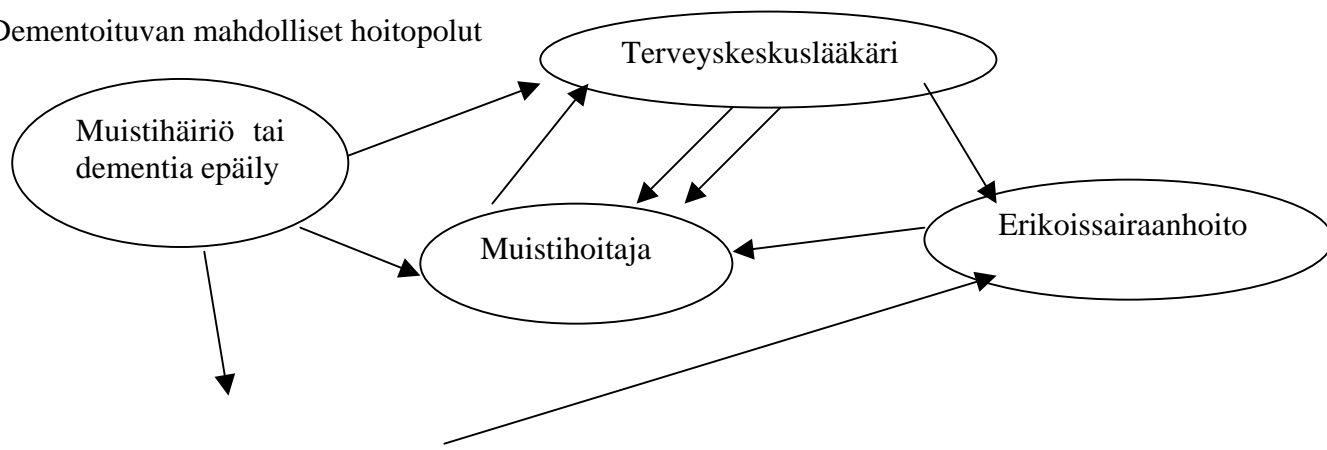 Dementoituvan mahdolliset hoitopolut
Terveyskeskuslääkäri
Muistihäiriö tai
dementia epäily
Muistihoitaja
Erikoissairaanhoito